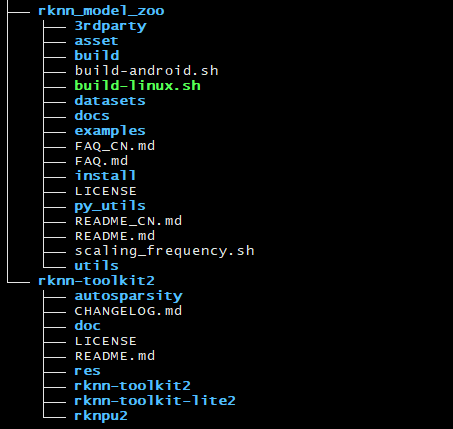 rknn_model_zoo
3rdparty
asset
build
build-android.sh
build-linux.sh
datasets
docs
examples
FAQ_CN.md
FAQ.md
install
LICENSE
py_utils
README_CN.md
README.md
scaling_frequency.sh
utils
rknn-toolkit2
autosparsity
CHANGELOG.md
doc
LICENSE
README.md
res
rknn-toolkit2
rknn-toolkit-lite2
rknpu2